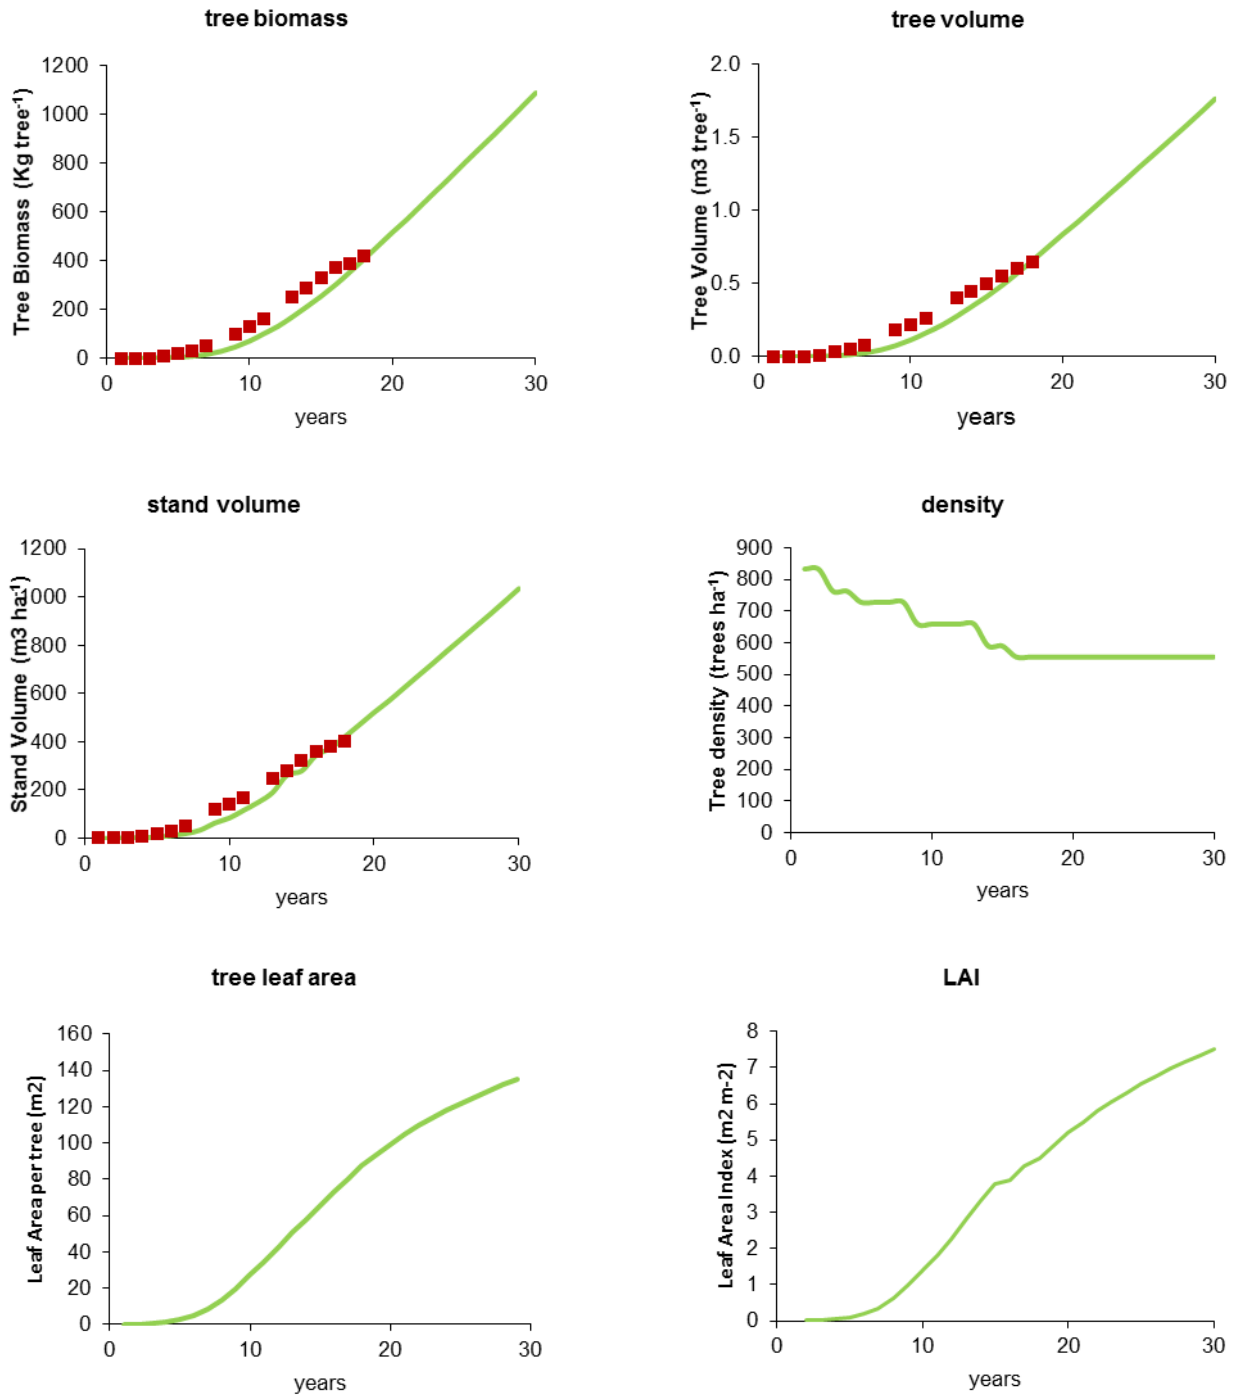 tree biomass
Tree Biomass (Kg tree-1)
1200
1000
800
600
400
200
0
0 10 20 30
years
tree volume
Tree Volume (m3 tree-1)
2.0
1.5
1.0
0.5
0.0
0 10 20 30
years
stand volume
Stand Volume (m3 ha-1)
1200
1000
800
600
400
200
0
0 10 20 30
years
density
Tree density (trees ha-1)
900
800
700
600
500
400
300
200
100
0
0 10 20 30
years
tree leaf area
Leaf Area per tree (m2)
160
140
120
100
80
60
40
20
0
0 10 20 30
years
LAI
Leaf Area Index (m2 m-2)
8
7
6
5
4
3
2
1
0
0 10 20 30
years